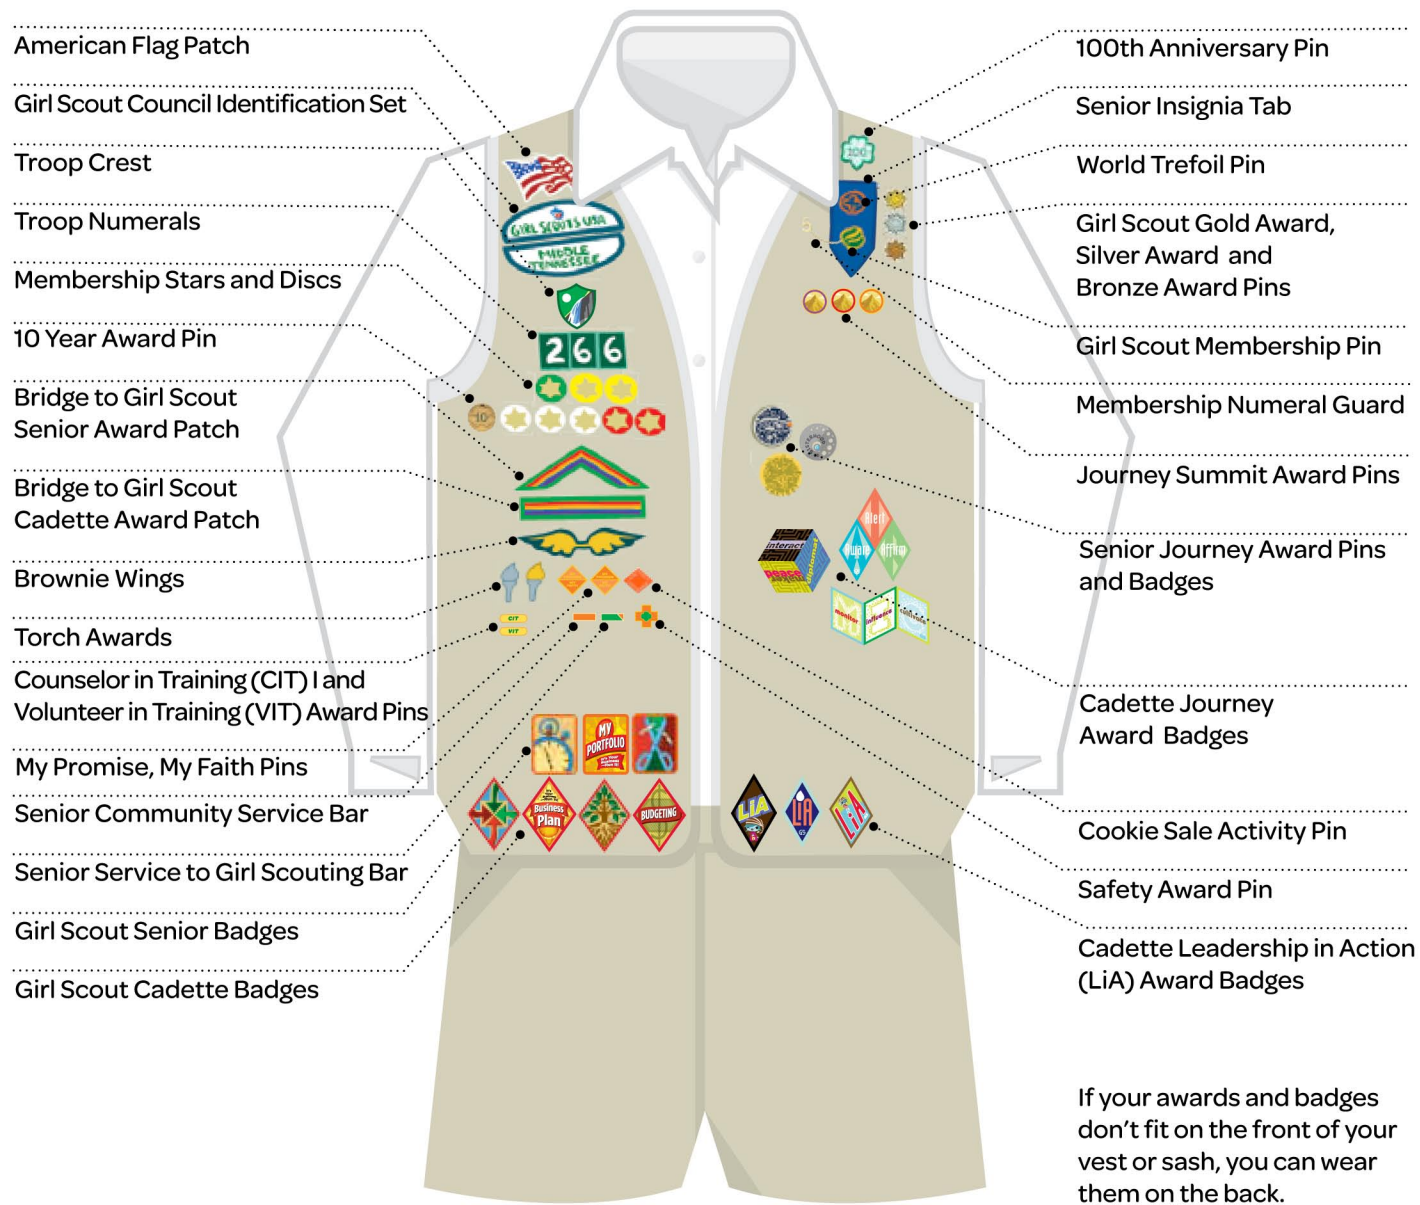 American Flag Patch
Girl Scout Council Identification Set
Troop Crest
Troop Numerals
Membership Stars and Discs
10 Year Award Pin
Bridge to Girl Scout
Senior Award Patch
Bridge to Girl Scout
Cadette Award Patch
Brownie Wings
Torch Awards
Counselor in Training (CIT) I and
Volunteer in Training (VIT) Award Pins
My Promise, My Faith Pins
Senior Community Service Bar
Senior Service to Girl Scouting Bar
Girl Scout Senior Badges
Girl Scout Cadette Badges
GIRL SCOUTS USA
MIDDLE
TENNESSEE
266
10
CIT
VIT
MY
PORTFOLIO
Business
Plan
BUDGETING
100
5
interact
Peace
Alert
Aware
Affirm
monitor
influence
cultivate
LiA
LiA
GS
LiA
100th Anniversary Pin
Senior Insignia Tab
World Trefoil Pin
Girl Scout Gold Award,
Silver Award and
Bronze Award Pins
Girl Scout Membership Pin
Membership Numeral Guard
Journey Summit Award Pins
Senior Journey Award Pins
and Badges
Cadette Journey
Award Badges
Cookie Sale Activity Pin
Safety Award Pin
Cadette Leadership in Action
(LiA) Award Badges
If your awards and badges
don't fit on the front of your
vest or sash, you can wear
them on the back.